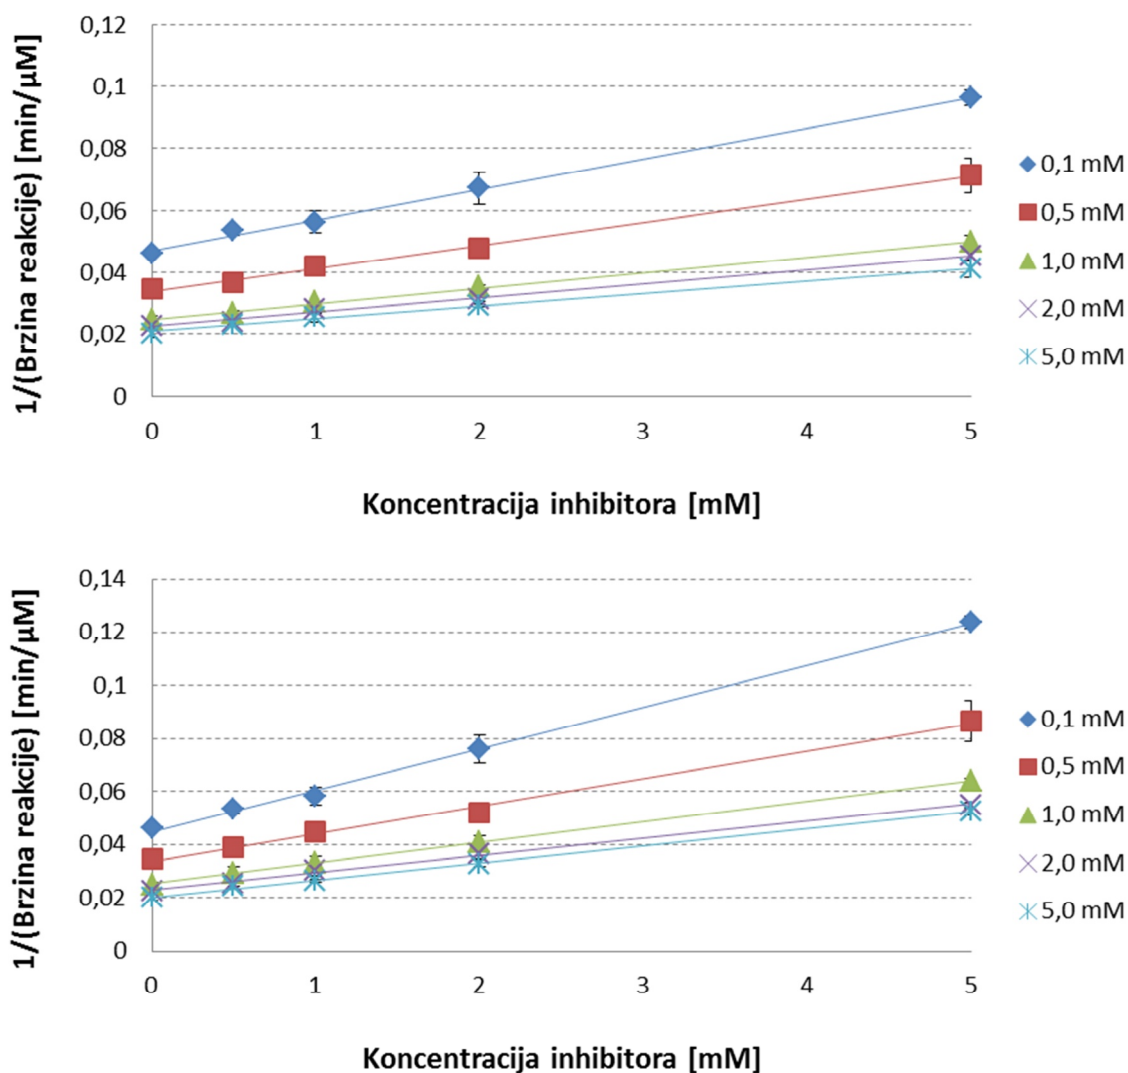 1/(Brzina reakcije) [min/µM]
0,12
0,1
0,08
0,06
0,04
0,02
0
0 1 2 3 4 5
Koncentracija inhibitora [mM]
0,1 mM
0,5 mM
1,0 mM
2,0 mM
5,0 mM
1/(Brzina reakcije) [min/µM]
0,14
0,12
0,1
0,08
0,06
0,04
0,02
0
0 1 2 3 4 5
Koncentracija inhibitora [mM]
0,1 mM
0,5 mM
1,0 mM
2,0 mM
5,0 mM